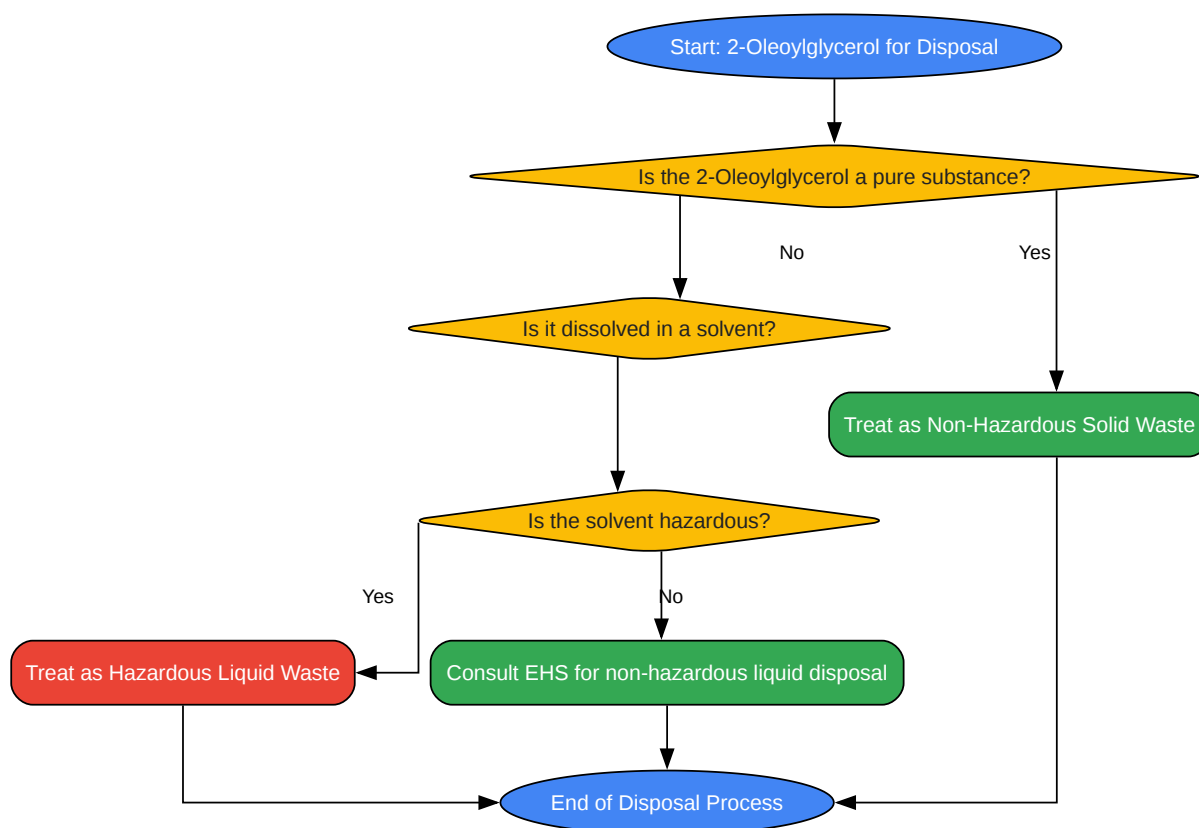 Start: 2-Oleoylglycerol for Disposal
Is the 2-Oleoylglycerol a pure substance?
No
Yes
Is it dissolved in a solvent?
Treat as Non-Hazardous Solid Waste
Is the solvent hazardous?
Yes
No
Treat as Hazardous Liquid Waste
Consult EHS for non-hazardous liquid disposal
End of Disposal Process